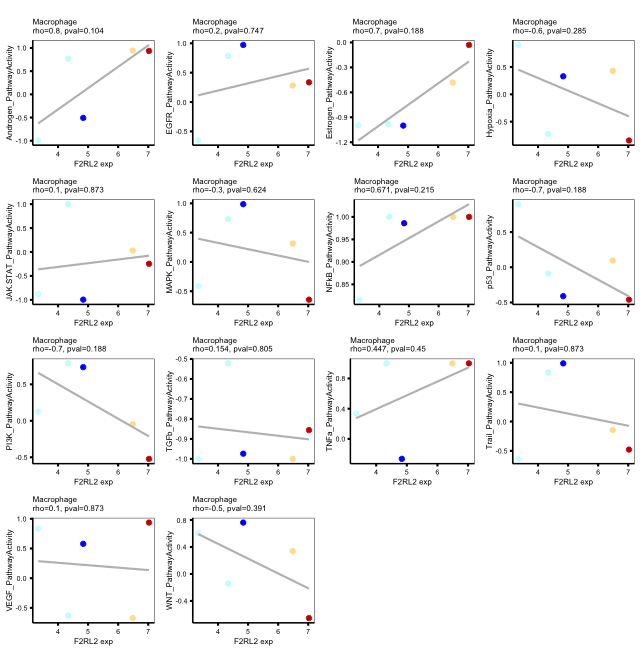 Macrophage
rho=0.8, pval=0.104
Androgen_PathwayActivity
1.0
0.5
0.0
-0.5
-1.0
4 5 6 7
F2RL2 exp
Macrophage
rho=0.2, pval=0.747
EGFR_PathwayActivity
1.0
0.5
0.0
-0.5
4 5 6 7
F2RL2 exp
Macrophage
rho=0.7, pval=0.188
Estrogen_PathwayActivity
0.0
-0.3
-0.6
-0.9
-1.2
4 5 6 7
F2RL2 exp
Macrophage
rho=-0.6, pval=0.285
Hypoxia_PathwayActivity
0.5
0.0
-0.5
4 5 6 7
F2RL2 exp
Macrophage
rho=0.1, pval=0.873
JAK.STAT_PathwayActivity
1.0
0.5
0.0
-0.5
-1.0
4 5 6 7
F2RL2 exp
Macrophage
rho=-0.3, pval=0.624
MAPK_PathwayActivity
1.0
0.5
0.0
-0.5
4 5 6 7
F2RL2 exp
Macrophage
rho=0.671, pval=0.215
NFkB_PathwayActivity
1.00
0.95
0.90
0.85
4 5 6 7
F2RL2 exp
Macrophage
rho=-0.7, pval=0.188
p53_PathwayActivity
0.5
0.0
-0.5
4 5 6 7
F2RL2 exp
Macrophage
rho=-0.7, pval=0.188
PI3K_PathwayActivity
0.5
0.0
-0.5
4 5 6 7
F2RL2 exp
Macrophage
rho=0.154, pval=0.805
TGFb_PathwayActivity
-0.5
-0.6
-0.7
-0.8
-0.9
-1.0
4 5 6 7
F2RL2 exp
Macrophage
rho=0.447, pval=0.45
TNFa_PathwayActivity
0.8
0.4
0.0
4 5 6 7
F2RL2 exp
Macrophage
rho=0.1, pval=0.873
Trail_PathwayActivity
1.0
0.5
0.0
-0.5
4 5 6 7
F2RL2 exp
Macrophage
rho=0.1, pval=0.873
VEGF_PathwayActivity
1.0
0.5
0.0
-0.5
4 5 6 7
F2RL2 exp
Macrophage
rho=-0.5, pval=0.391
WNT_PathwayActivity
0.8
0.4
0.0
-0.4
4 5 6 7
F2RL2 exp